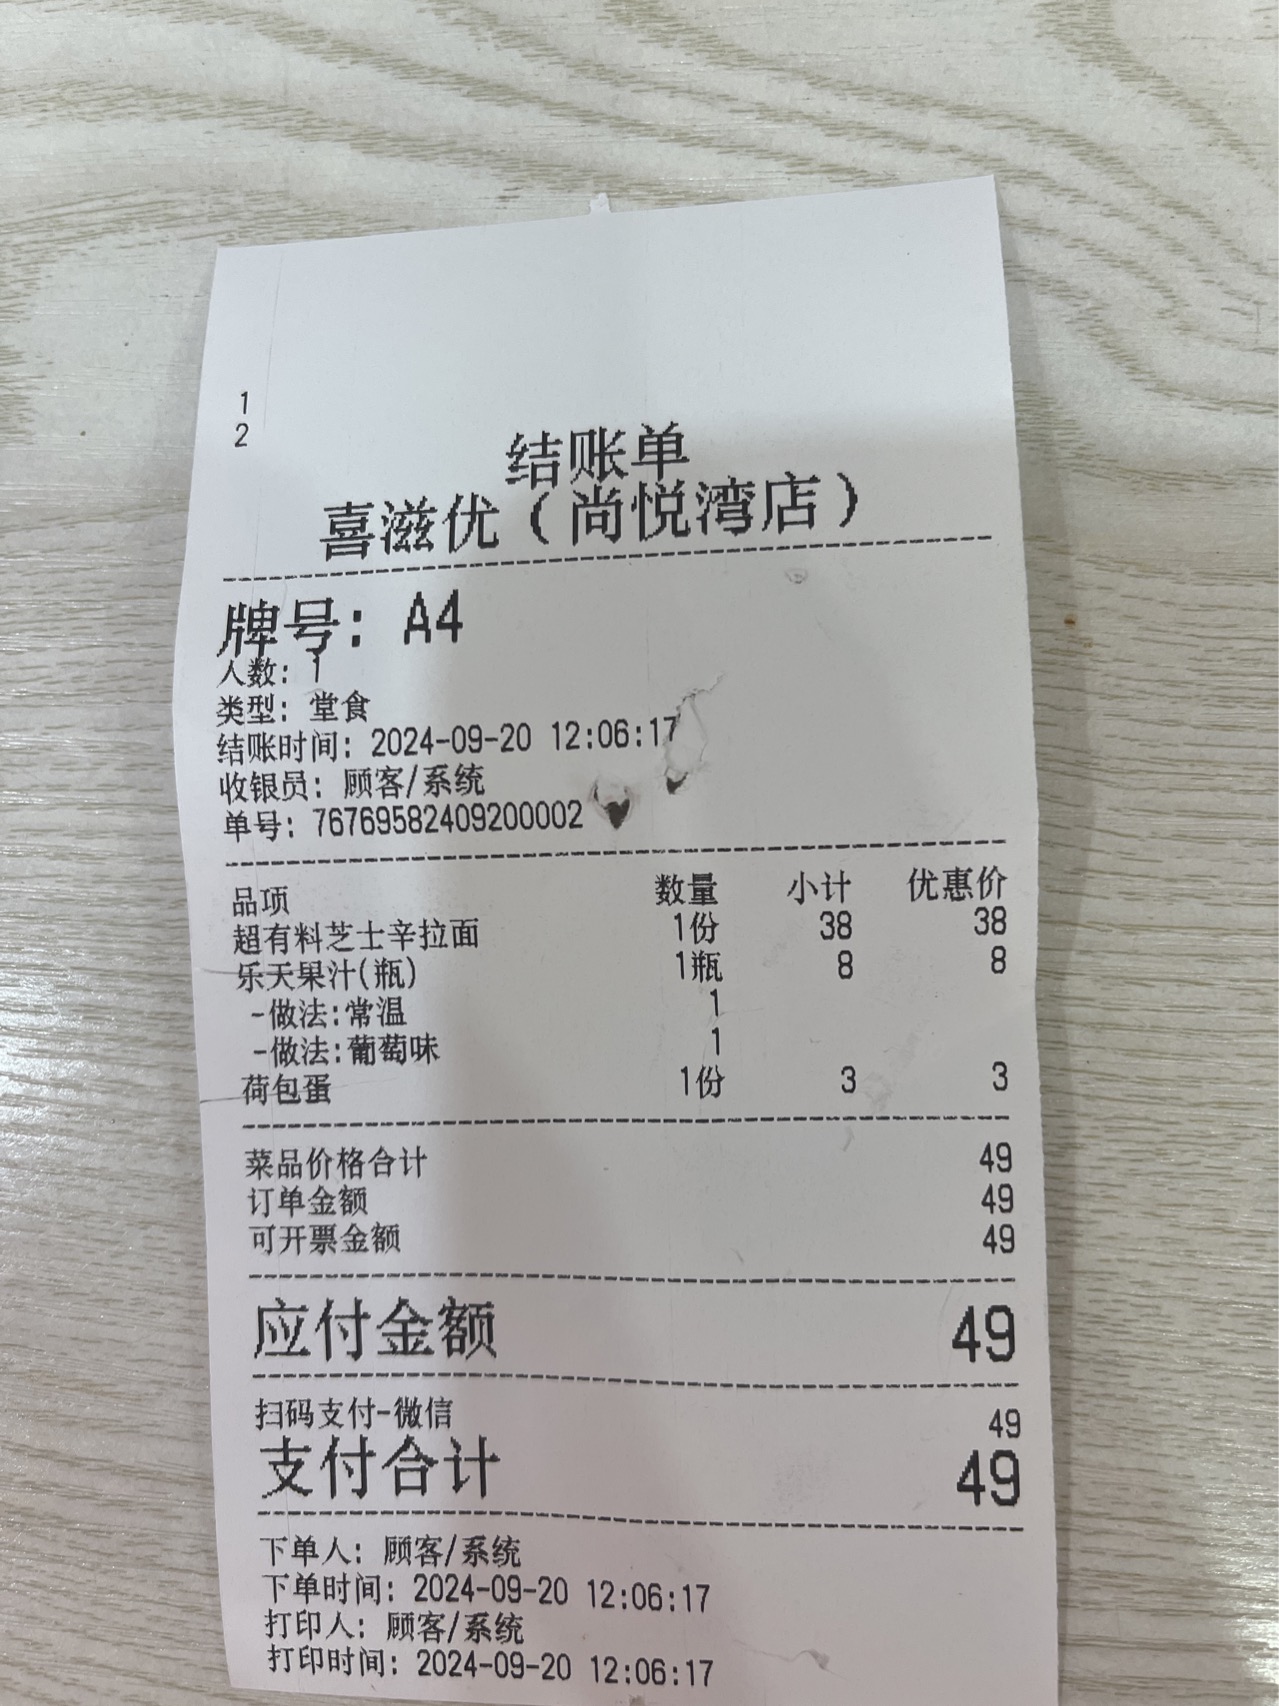 1
2
结账单
喜滋优（尚悦湾店）
牌号: A4
人数: 1
类型: 堂食
结账时间: 2024-09-20 12:06:17
收银员: 顾客/系统
单号: 76769582409200002
品项 数量 小计 优惠价
超有料芝士辛拉面 1份 38 38
乐天果汁(瓶) 1瓶 8 8
-做法:常温 1
-做法:葡萄味 1
荷包蛋 1份 3 3
菜品价格合计 49
订单金额 49
可开票金额 49
应付金额 49
扫码支付-微信 49
支付合计 49
下单人: 顾客/系统
下单时间: 2024-09-20 12:06:17
打印人: 顾客/系统
打印时间: 2024-09-20 12:06:17